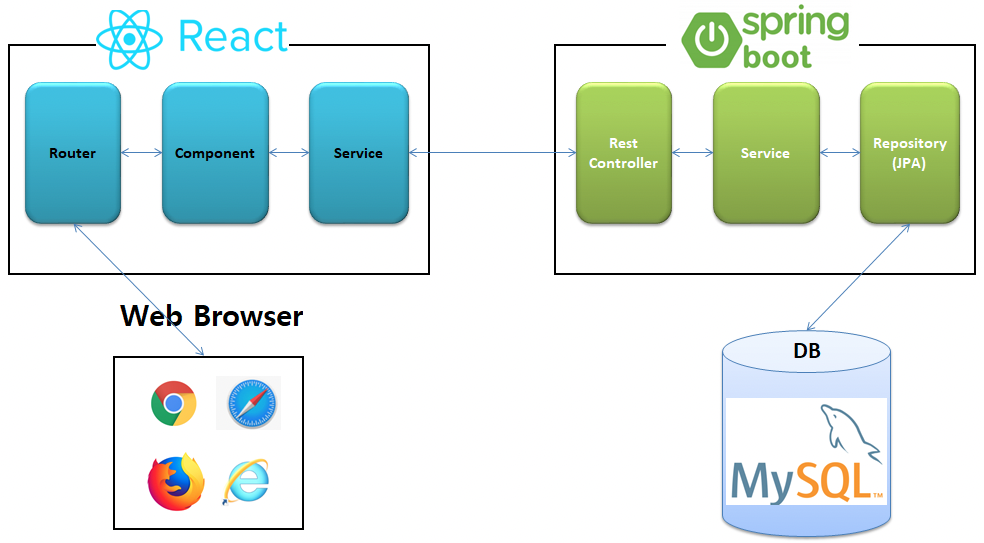 React
spring
boot
Router
Component
Service
Rest
Controller
Service
Repository
(JPA)
Web Browser
DB
MySQL™